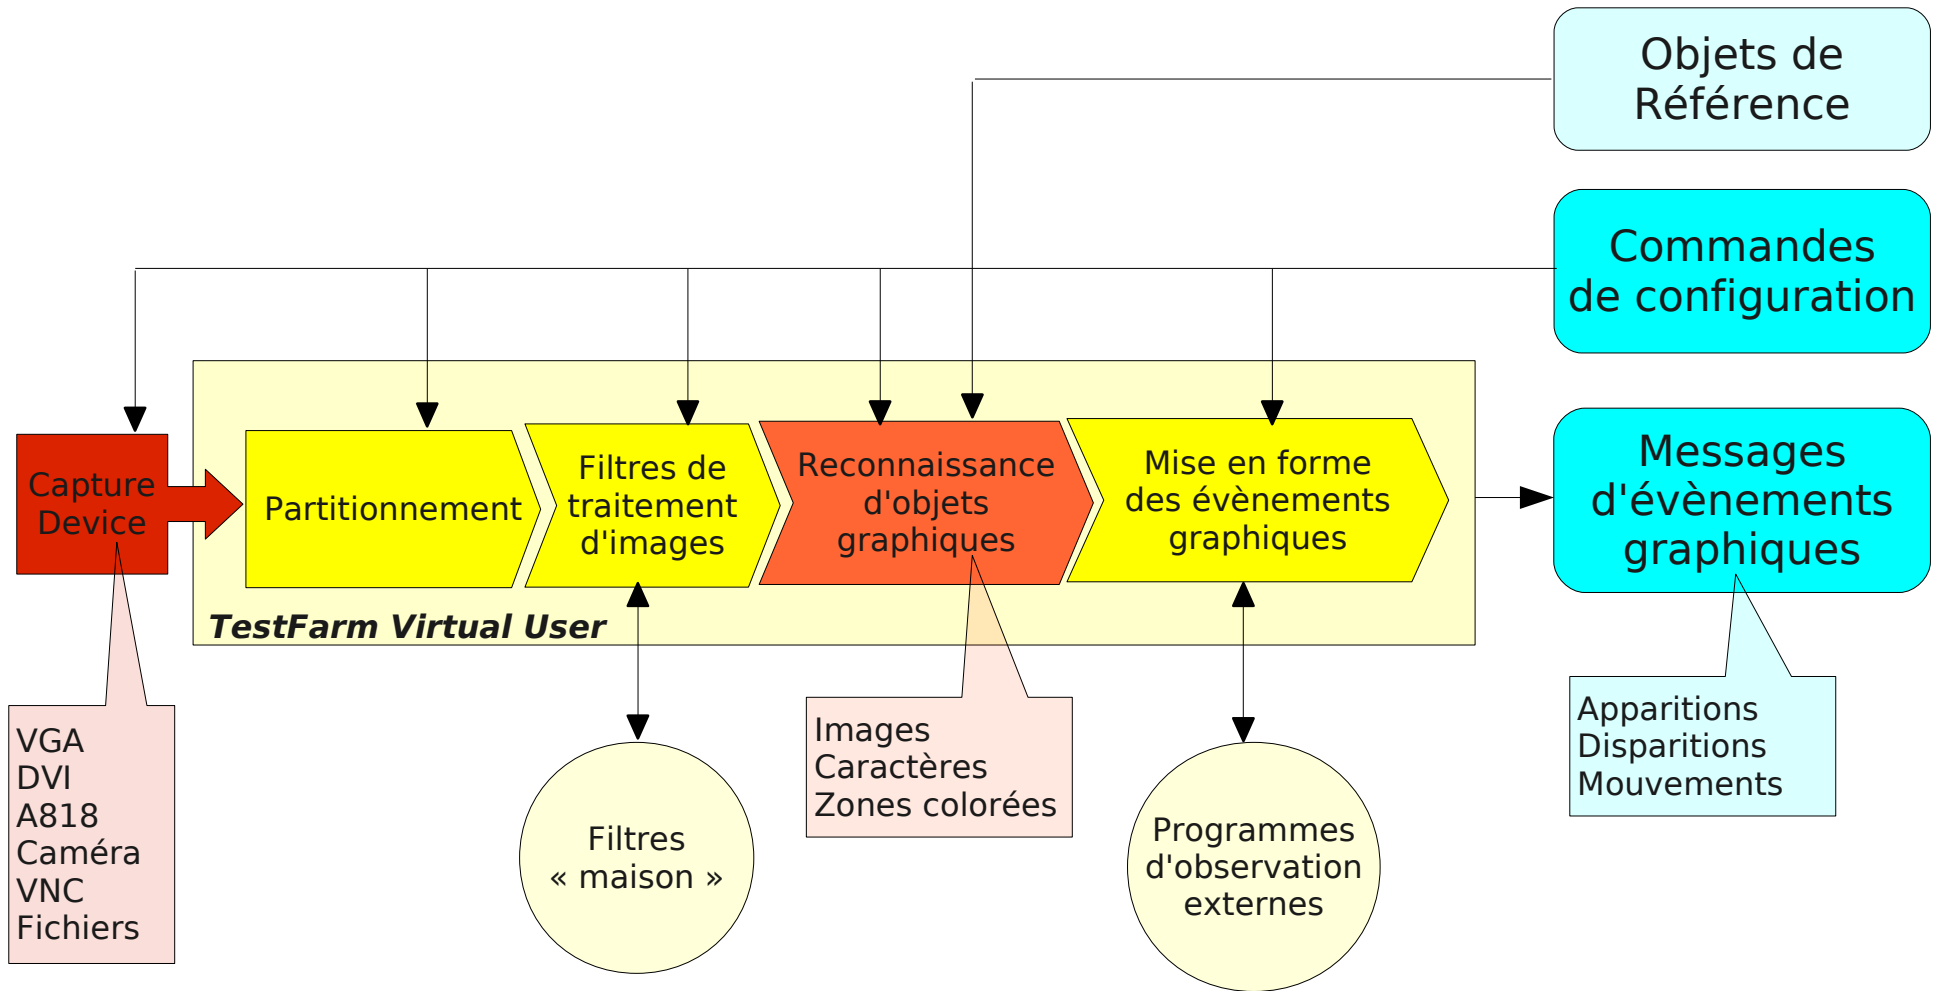 Objets de
Référence
Commandes
de configuration
Capture
Device
Partitionnement
Filtres de
traitement
d'images
Reconnaissance
d'objets
graphiques
Mise en forme
des évènements
graphiques
Messages
d'évènements
graphiques
TestFarm Virtual User
VGA
DVI
A818
Caméra
VNC
Fichiers
Filtres
« maison »
Images
Caractères
Zones colorées
Programmes
d'observation
externes
Apparitions
Disparitions
Mouvements